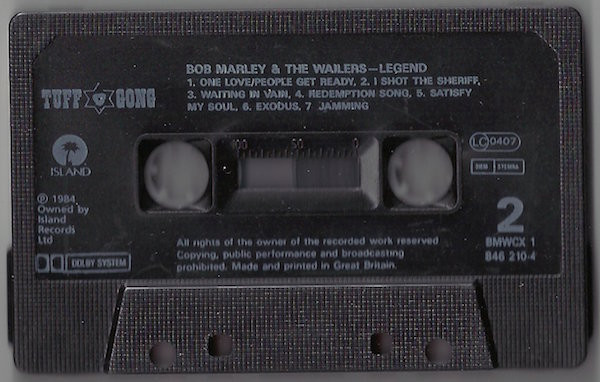 BOB MARLEY & THE WAILERS—LEGEND
1. ONE LOVE/PEOPLE GET READY, 2. I SHOT THE SHERIFF,
3. WAITING IN VAIN, 4. REDEMPTION SONG, 5. SATISFY
MY SOUL, 6. EXODUS, 7 JAMMING
TUFF GONG
ISLAND
100 50 0
LC 0407
STEREO
℗ 1984
Owned by
Island
Records
Ltd
DOLBY SYSTEM
2
BMWCX 1
846 210-4
All rights of the owner of the recorded work reserved
Copying, public performance and broadcasting
prohibited. Made and printed in Great Britain.